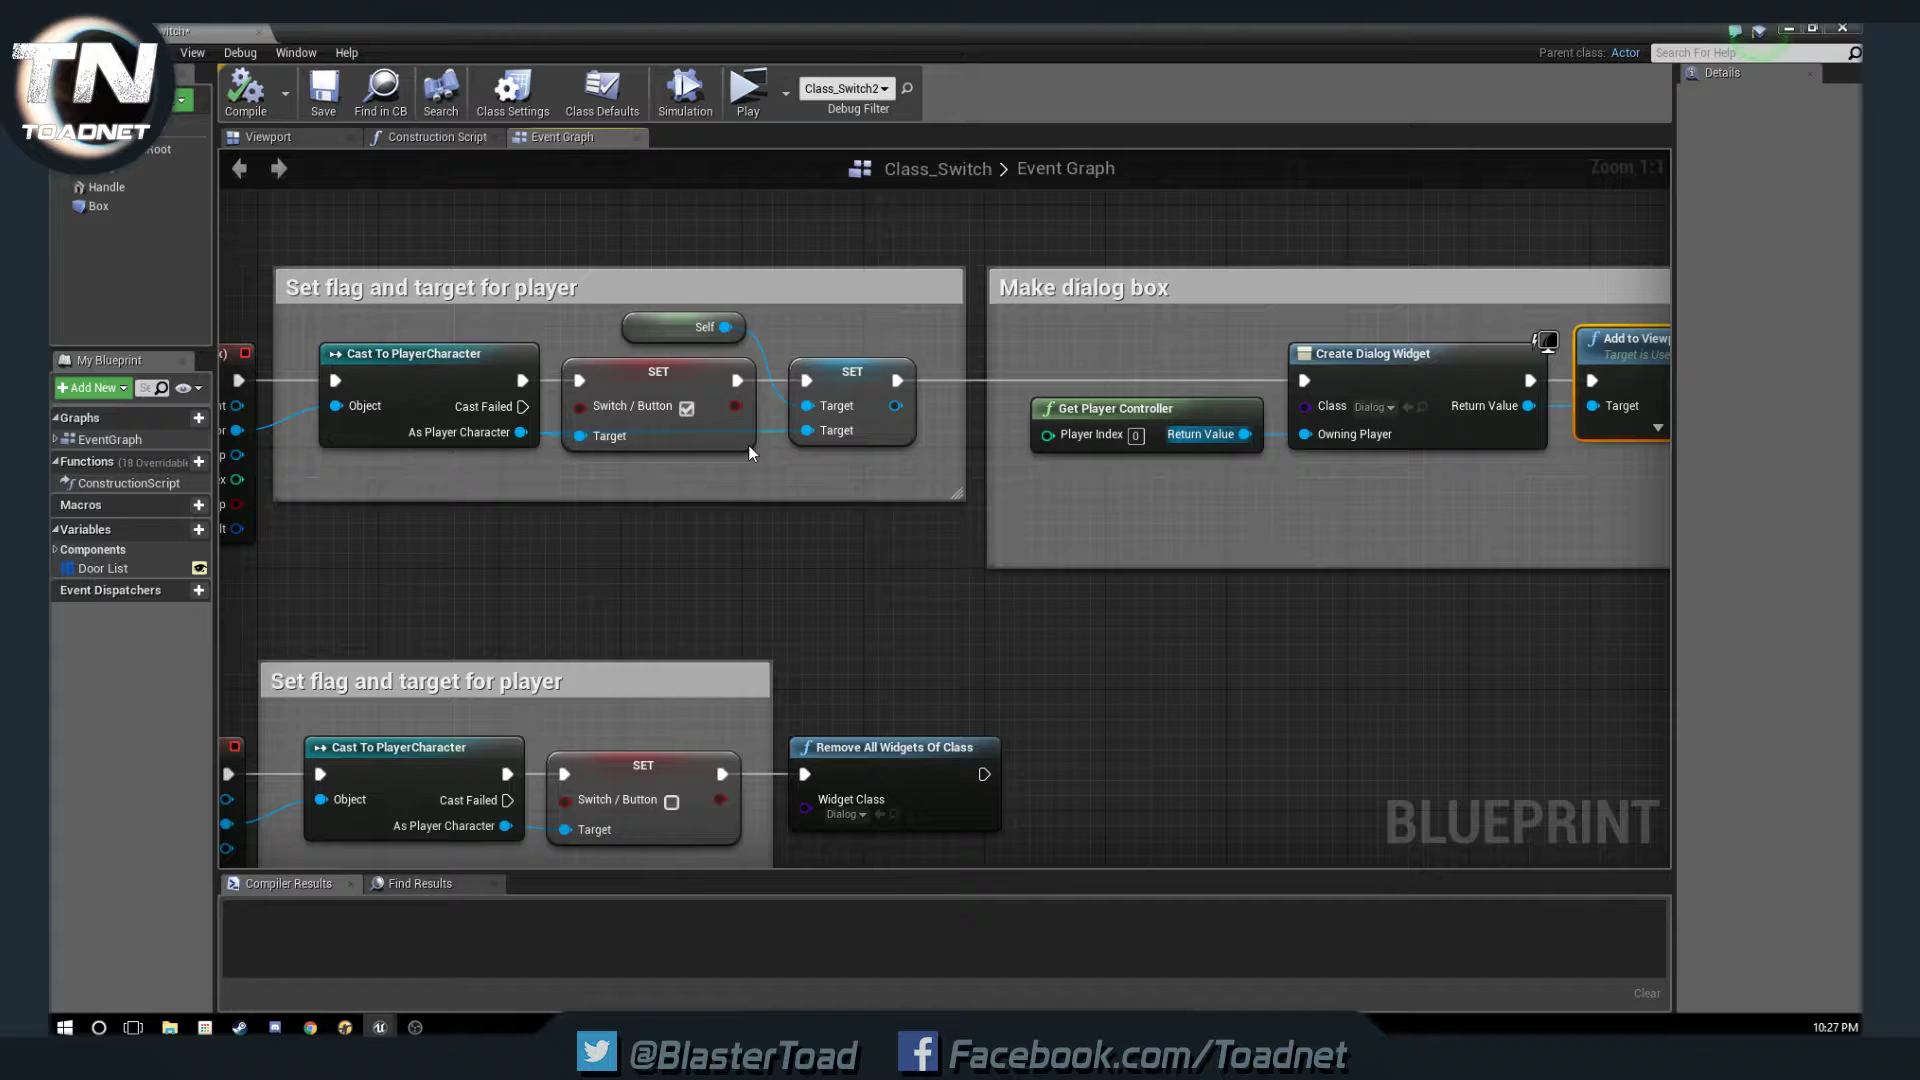 witch*
View Debug Window Help
Parent class: Actor
Search For Help
TN
TOADNET
Compile Save Find in CB Search Class Settings Class Defaults Simulation Play
Class_Switch2
Debug Filter
Details
Viewport
Construction Script
Event Graph
Root
Handle
Box
Class_Switch > Event Graph
Zoom 1:1
My Blueprint
Add New
Graphs
EventGraph
Functions (18 Overridable
ConstructionScript
Macros
Variables
Components
Door List
Event Dispatchers
Set flag and target for player
Self
Cast To PlayerCharacter
Object
Cast Failed
As Player Character
SET
Switch / Button
Target
SET
Target
Target
Make dialog box
Get Player Controller
Player Index 0
Return Value
Create Dialog Widget
Class Dialog
Return Value
Owning Player
Add to View
Target is Use
Target
Set flag and target for player
Cast To PlayerCharacter
Object
Cast Failed
As Player Character
SET
Switch / Button
Target
Remove All Widgets Of Class
Widget Class
Dialog
BLUEPRINT
Compiler Results
Find Results
Clear
10:27 PM
@BlasterToad
Facebook.com/Toadnet